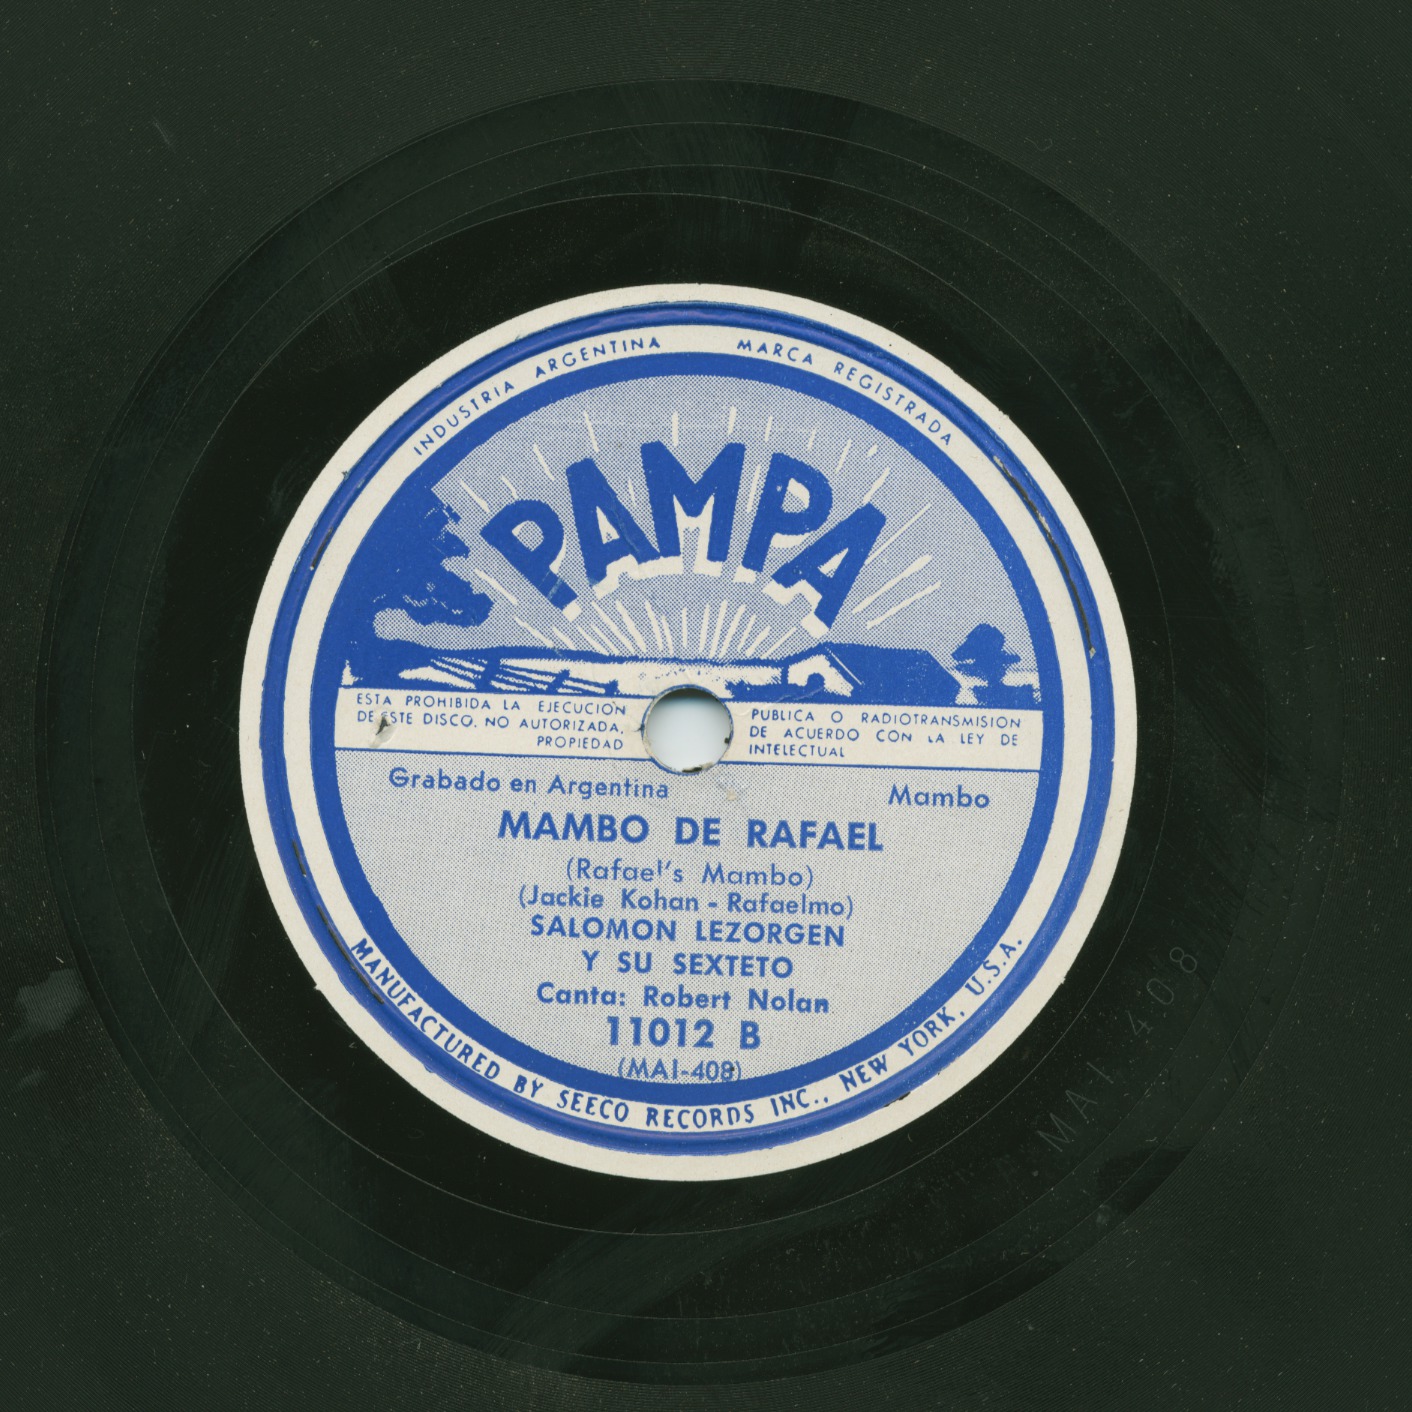 INDUSTRIA ARGENTINA MARCA REGISTRADA
PAMPA
ESTA PROHIBIDA LA EJECUCION PUBLICA O RADIOTRANSMISION
DE ESTE DISCO. NO AUTORIZADA. DE ACUERDO CON LA LEY DE
PROPIEDAD INTELECTUAL
Grabado en Argentina Mambo
MAMBO DE RAFAEL
(Rafael's Mambo)
(Jackie Kohan - Rafaelmo)
SALOMON LEZORGEN
Y SU SEXTETO
Canta: Robert Nolan
11012 B
(MAI-408)
MANUFACTURED BY SEECO RECORDS INC., NEW YORK, U.S.A.
MAI 408